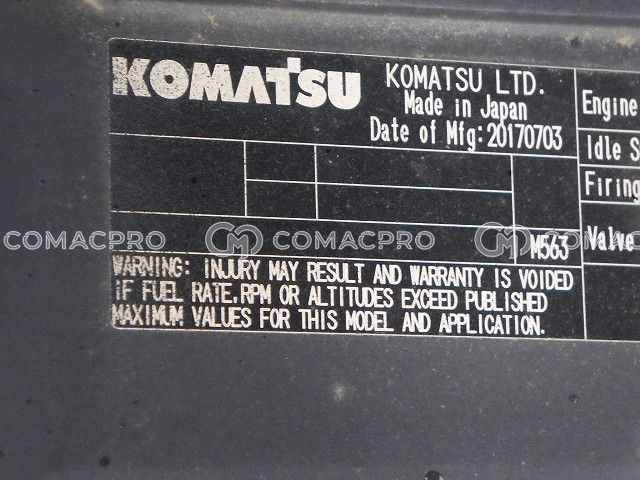 KOMATSU
KOMATSU LTD.
Made in Japan
Date of Mfg:20170703
Engine
Idle S
Firing
Valve
M563
COMACPRO COMACPRO COMACPRO
WARNING: INJURY MAY RESULT AND WARRANTY IS VOIDED
IF FUEL RATE,RPM OR ALTITUDES EXCEED PUBLISHED
MAXIMUM VALUES FOR THIS MODEL AND APPLICATION.